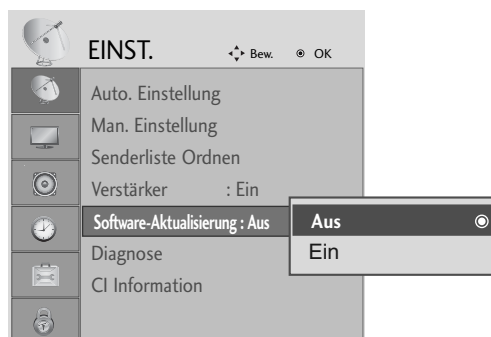 EINST. Bew. OK
Auto. Einstellung
Man. Einstellung
Senderliste Ordnen
Verstärker : Ein
Software-Aktualisierung : Aus
Aus
Ein
Diagnose
CI Information